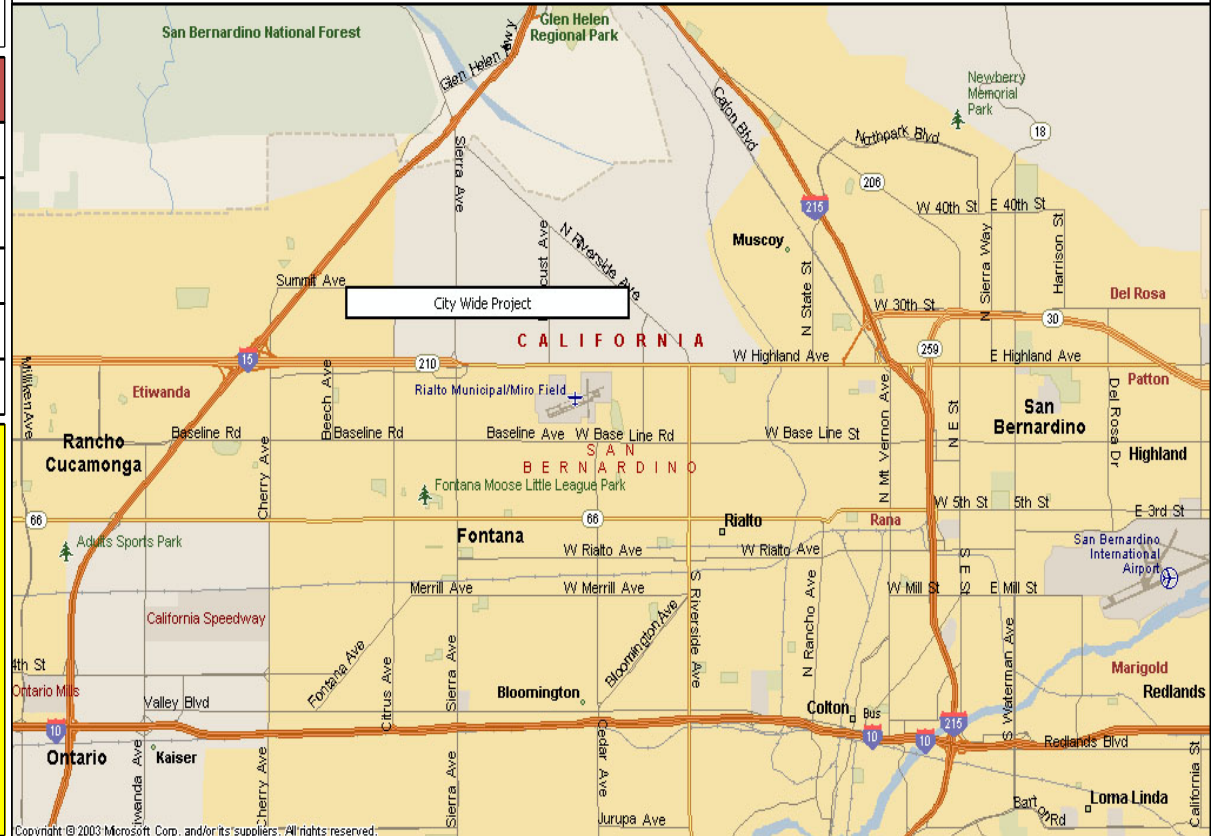 San Bernardino National Forest
Glen Helen
Regional Park
Glen Helen Pkwy
Newberry
Memorial
Park
18
Cajon Blvd
Northpark Blvd
206
Sierra Ave
215
W 40th St
E 40th St
Muscoy
N Riverside Ave
cust Ave
N State St
N Sierra Way
Harrison St
Summit Ave
City Wide Project
Del Rosa
W 30th St
30
CALIFORNIA
259
15
210
W Highland Ave
E Highland Ave
Milliken Ave
Etiwanda
Beech Ave
Rialto Municipal/Miro Field
N Mt Vernon Ave
N E St
San
Bernardino
Patton
Del Rosa Dr
Rancho
Cucamonga
Baseline Rd
Baseline Rd
Baseline Ave
W Base Line Rd
W Base Line St
SAN
BERNARDINO
Highland
Cherry Ave
Fontana Moose Little League Park
W 5th St
5th St
E 3rd St
66
66
Fontana
Rialto
Rana
Adults Sports Park
W Rialto Ave
W Rialto Ave
San Bernardino
International
Airport
Merrill Ave
W Merrill Ave
S Riverside Ave
N Rancho Ave
W Mill St
S E St
E Mill St
California Speedway
Fontana Ave
Citrus Ave
Sierra Ave
Bloomington Ave
S Waterman Ave
4th St
Ontario Mills
Valley Blvd
Bloomington
Marigold
Redlands
Colton
Bus
10
10
10
215
Redlands Blvd
Ontario
Kaiser
iwanda Ave
Cherry Ave
Sierra Ave
Cedar Ave
Jurupa Ave
Barton Rd
Loma Linda
California St
Copyright © 2003 Microsoft Corp. and/or its suppliers. All rights reserved.